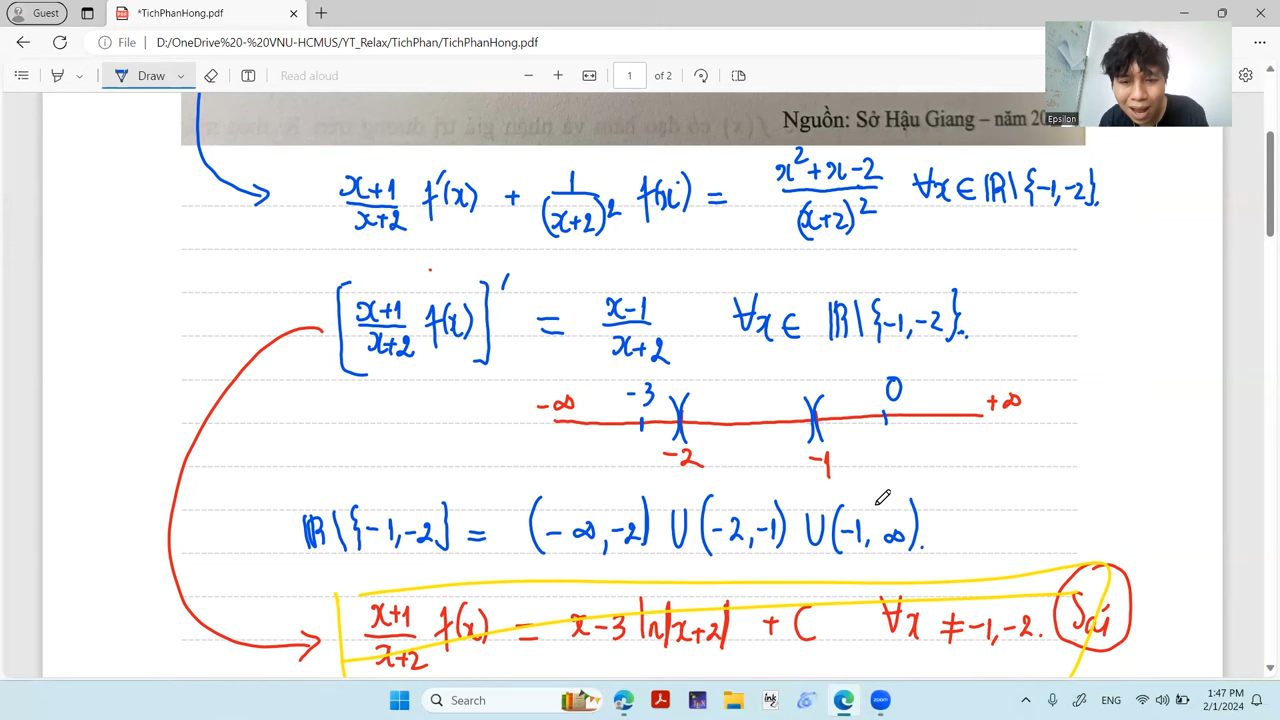 Guest
*TichPhanHong.pdf
File D:/OneDrive%20-%20VNU-HCMUS/YT_Relax/TichPhan/TichPhanHong.pdf
Draw Read aloud 1 of 2
Epsilon
Nguồn: Sở Hậu Giang – năm 20
x+1/x+2 f'(x) + 1/(x+2)² f(x) = x²+x-2/(x+2)² ∀x ∈ ℝ\{-1,-2}.
[x+1/x+2 f(x)]' = x-1/x+2 ∀x ∈ ℝ\{-1,-2}.
-∞ -3 -2 -1 0 +∞
ℝ\{-1,-2} = (-∞,-2) ∪ (-2,-1) ∪ (-1, ∞).
x+1/x+2 f(x) = x-3 ln|x+2| + C ∀x ≠ -1,-2. Sai
Search
ENG
1:47 PM
2/1/2024